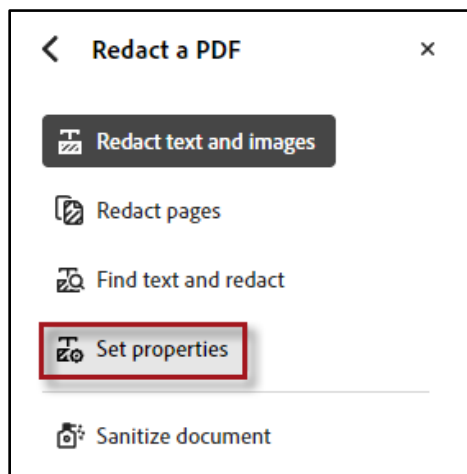 Redact a PDF
Redact text and images
Redact pages
Find text and redact
Set properties
Sanitize document